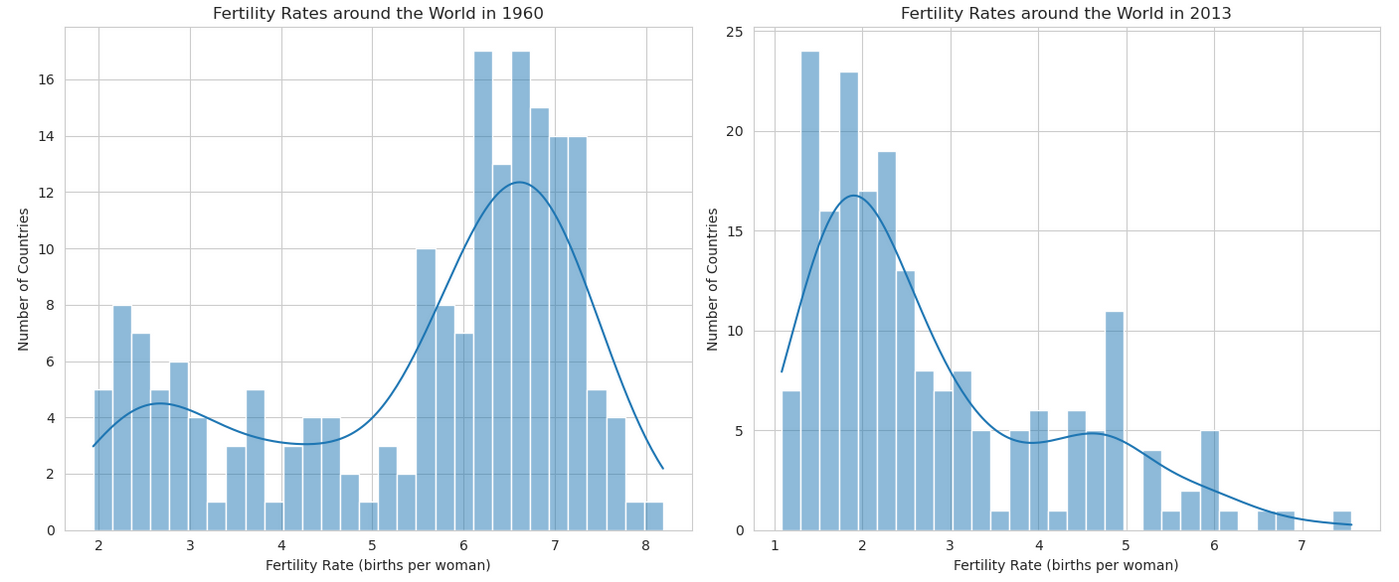 Fertility Rates around the World in 1960
Number of Countries
16
14
12
10
8
6
4
2
0
2 3 4 5 6 7 8
Fertility Rate (births per woman)
Fertility Rates around the World in 2013
Number of Countries
25
20
15
10
5
0
1 2 3 4 5 6 7
Fertility Rate (births per woman)